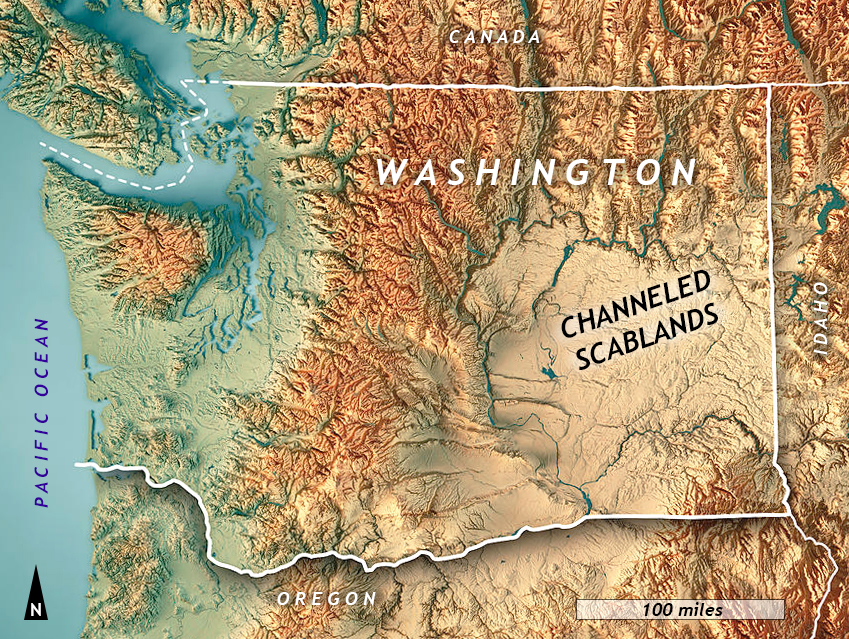 CANADA
WASHINGTON
CHANNELED
SCABLANDS
IDAHO
PACIFIC OCEAN
OREGON
N
100 miles